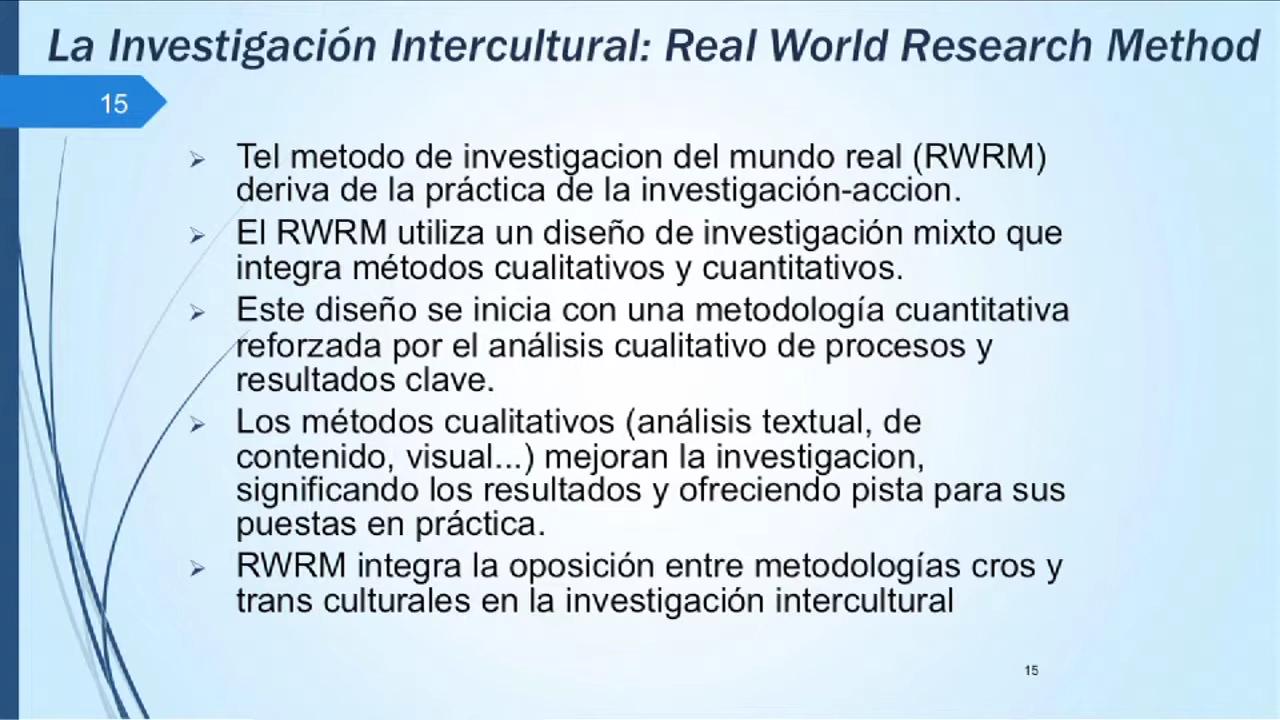 La Investigación Intercultural: Real World Research Method
15
Tel metodo de investigacion del mundo real (RWRM)
deriva de la práctica de la investigación-accion.
El RWRM utiliza un diseño de investigación mixto que
integra métodos cualitativos y cuantitativos.
Este diseño se inicia con una metodología cuantitativa
reforzada por el análisis cualitativo de procesos y
resultados clave.
Los métodos cualitativos (análisis textual, de
contenido, visual...) mejoran la investigacion,
significando los resultados y ofreciendo pista para sus
puestas en práctica.
RWRM integra la oposición entre metodologías cros y
trans culturales en la investigación intercultural
15